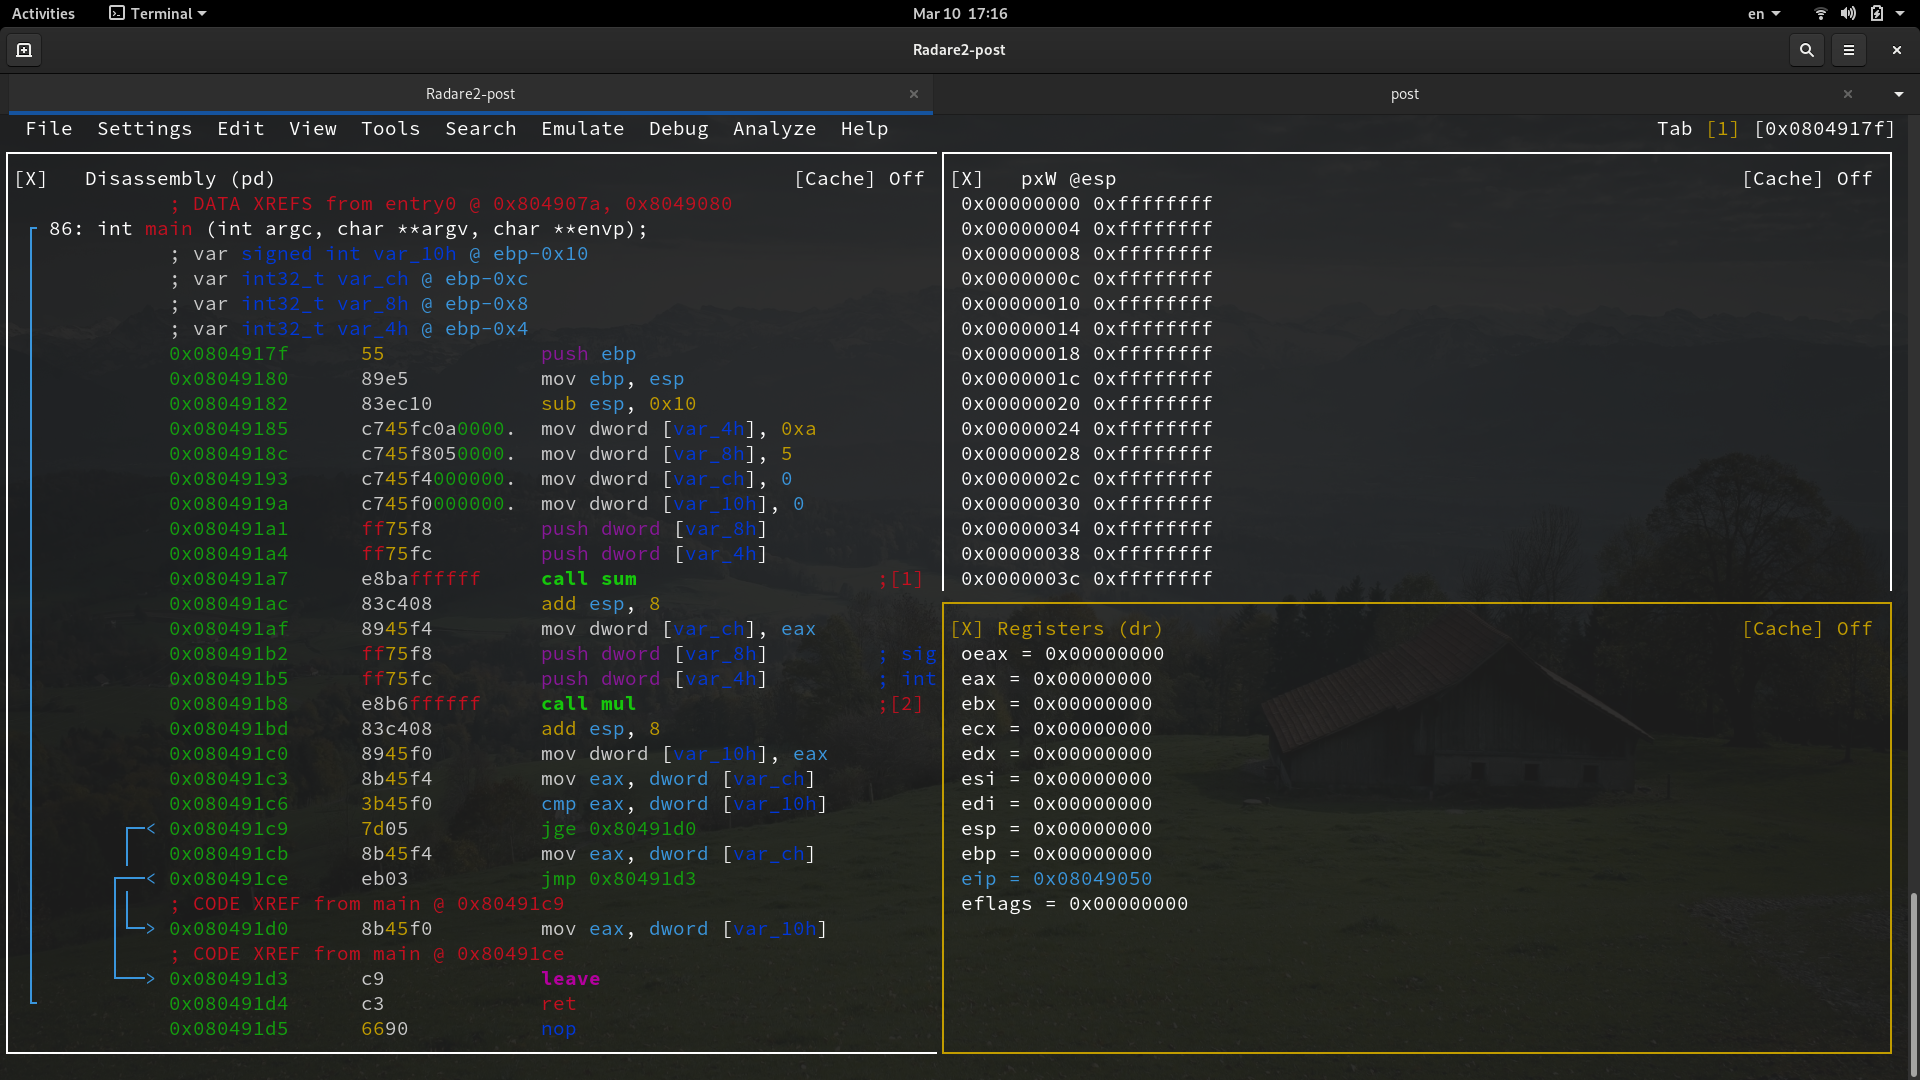 Activities Terminal Mar 10 17:16 en
Radare2-post
Radare2-post × post ×
File Settings Edit View Tools Search Emulate Debug Analyze Help Tab [1] [0x0804917f]
[X] Disassembly (pd) [Cache] Off
; DATA XREFS from entry0 @ 0x804907a, 0x8049080
86: int main (int argc, char **argv, char **envp);
; var signed int var_10h @ ebp-0x10
; var int32_t var_ch @ ebp-0xc
; var int32_t var_8h @ ebp-0x8
; var int32_t var_4h @ ebp-0x4
0x0804917f 55 push ebp
0x08049180 89e5 mov ebp, esp
0x08049182 83ec10 sub esp, 0x10
0x08049185 c745fc0a0000. mov dword [var_4h], 0xa
0x0804918c c745f8050000. mov dword [var_8h], 5
0x08049193 c745f4000000. mov dword [var_ch], 0
0x0804919a c745f0000000. mov dword [var_10h], 0
0x080491a1 ff75f8 push dword [var_8h]
0x080491a4 ff75fc push dword [var_4h]
0x080491a7 e8baffffff call sum ;[1]
0x080491ac 83c408 add esp, 8
0x080491af 8945f4 mov dword [var_ch], eax
0x080491b2 ff75f8 push dword [var_8h] ; sig
0x080491b5 ff75fc push dword [var_4h] ; int
0x080491b8 e8b6ffffff call mul ;[2]
0x080491bd 83c408 add esp, 8
0x080491c0 8945f0 mov dword [var_10h], eax
0x080491c3 8b45f4 mov eax, dword [var_ch]
0x080491c6 3b45f0 cmp eax, dword [var_10h]
< 0x080491c9 7d05 jge 0x80491d0
0x080491cb 8b45f4 mov eax, dword [var_ch]
< 0x080491ce eb03 jmp 0x80491d3
; CODE XREF from main @ 0x80491c9
> 0x080491d0 8b45f0 mov eax, dword [var_10h]
; CODE XREF from main @ 0x80491ce
> 0x080491d3 c9 leave
0x080491d4 c3 ret
0x080491d5 6690 nop
[X] pxW @esp [Cache] Off
0x00000000 0xffffffff
0x00000004 0xffffffff
0x00000008 0xffffffff
0x0000000c 0xffffffff
0x00000010 0xffffffff
0x00000014 0xffffffff
0x00000018 0xffffffff
0x0000001c 0xffffffff
0x00000020 0xffffffff
0x00000024 0xffffffff
0x00000028 0xffffffff
0x0000002c 0xffffffff
0x00000030 0xffffffff
0x00000034 0xffffffff
0x00000038 0xffffffff
0x0000003c 0xffffffff
[X] Registers (dr) [Cache] Off
oeax = 0x00000000
eax = 0x00000000
ebx = 0x00000000
ecx = 0x00000000
edx = 0x00000000
esi = 0x00000000
edi = 0x00000000
esp = 0x00000000
ebp = 0x00000000
eip = 0x08049050
eflags = 0x00000000